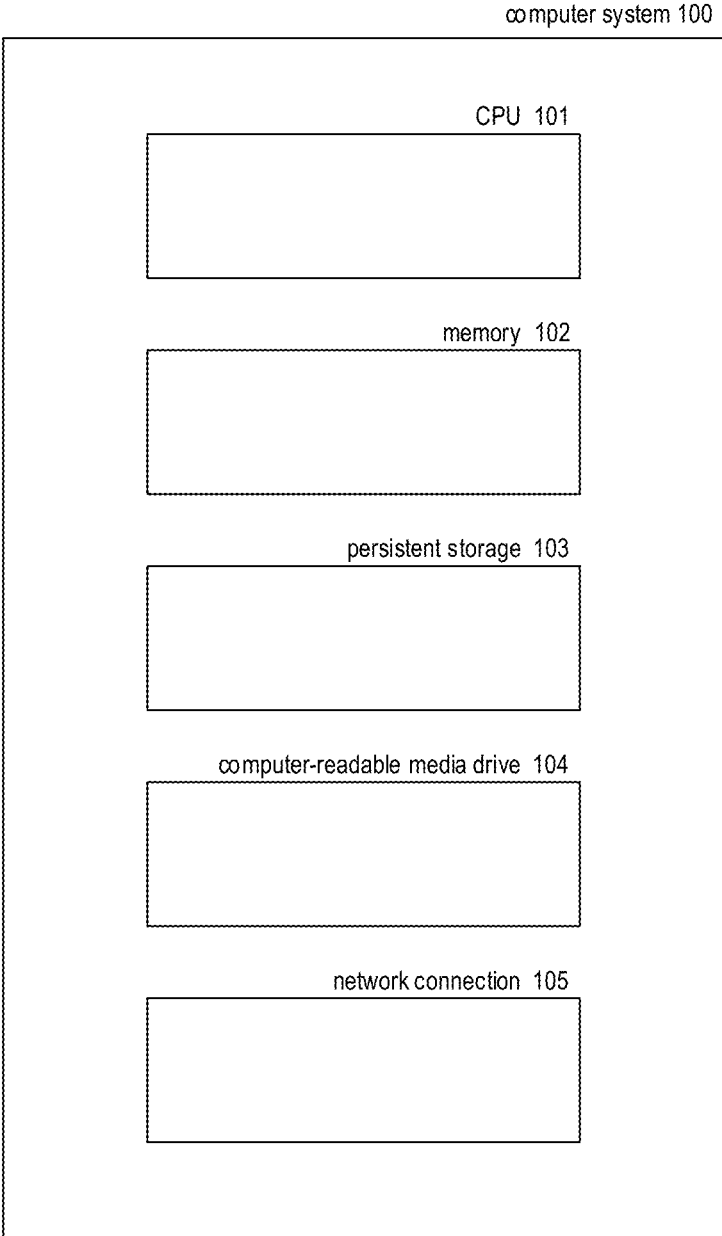 computer system 100
CPU 101
memory 102
persistent storage 103
computer-readable media drive 104
network connection 105